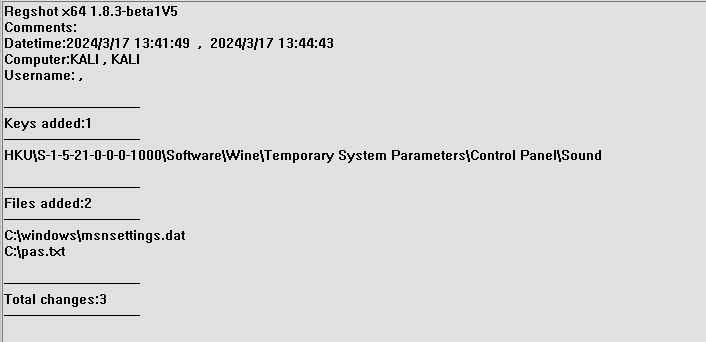 Regshot x64 1.8.3-beta1V5
Comments:
Datetime:2024/3/17 13:41:49 , 2024/3/17 13:44:43
Computer:KALI , KALI
Username: ,
Keys added:1
HKU\S-1-5-21-0-0-0-1000\Software\Wine\Temporary System Parameters\Control Panel\Sound
Files added:2
C:\windows\msnsettings.dat
C:\pas.txt
Total changes:3